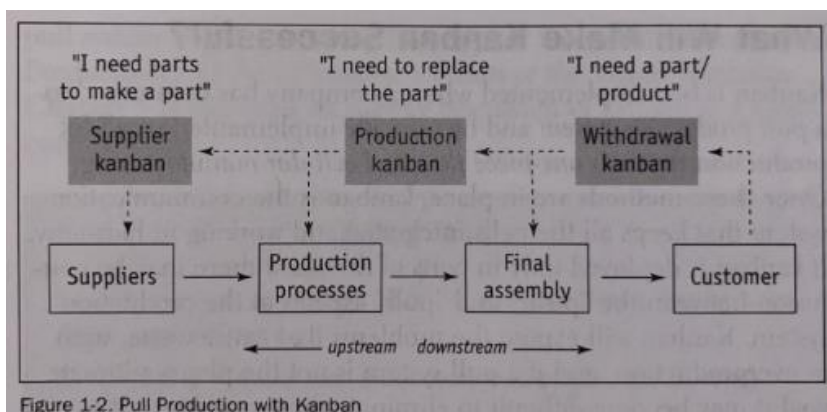 "I need parts
to make a part"
"I need to replace
the part"
"I need a part/
product"
Supplier
kanban
Production
kanban
Withdrawal
kanban
Suppliers
Production
processes
Final
assembly
Customer
upstream downstream
Figure 1-2. Pull Production with Kanban